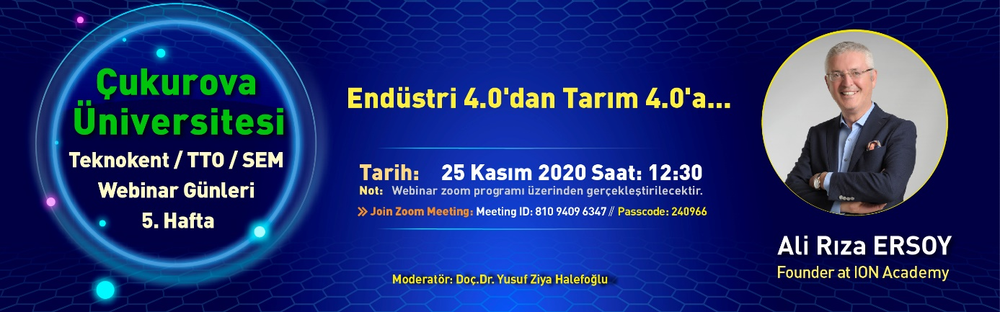 Çukurova
Üniversitesi
Teknokent / TTO / SEM
Webinar Günleri
5. Hafta
Endüstri 4.0'dan Tarım 4.0'a...
Tarih: 25 Kasım 2020 Saat: 12:30
Not: Webinar zoom programı üzerinden gerçekleştirilecektir.
» Join Zoom Meeting: Meeting ID: 810 9409 6347 // Passcode: 240966
Moderatör: Doç.Dr. Yusuf Ziya Halefoğlu
Ali Rıza ERSOY
Founder at ION Academy